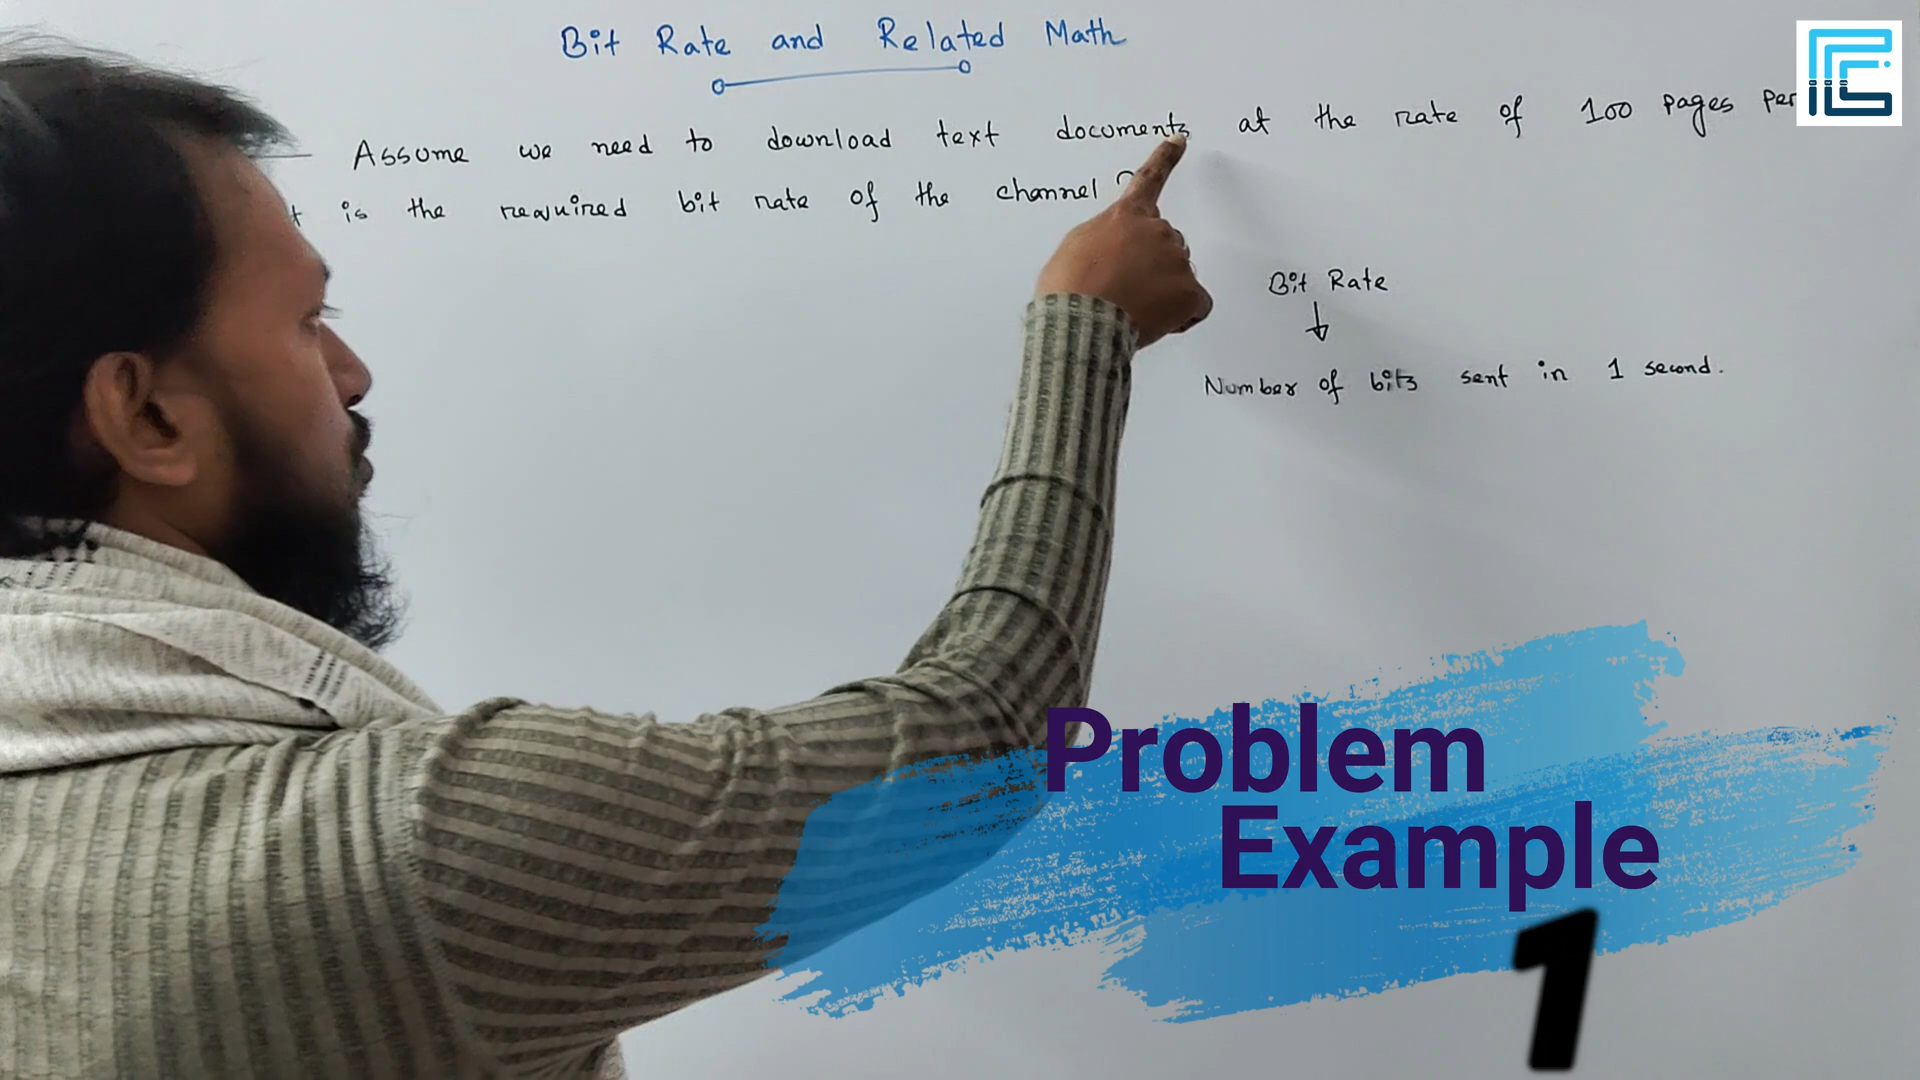 Bit Rate and Related Math
Assume we need to download text documents at the rate of 100 pages per
is the required bit rate of the channel ?
Bit Rate
Number of bits sent in 1 second.
Problem
Example
1